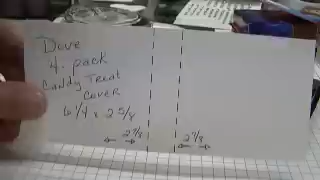 Dove
4. pack
Candy Treat
Cover
6 1/4 x 2 5/8
2 7/8
2 7/8